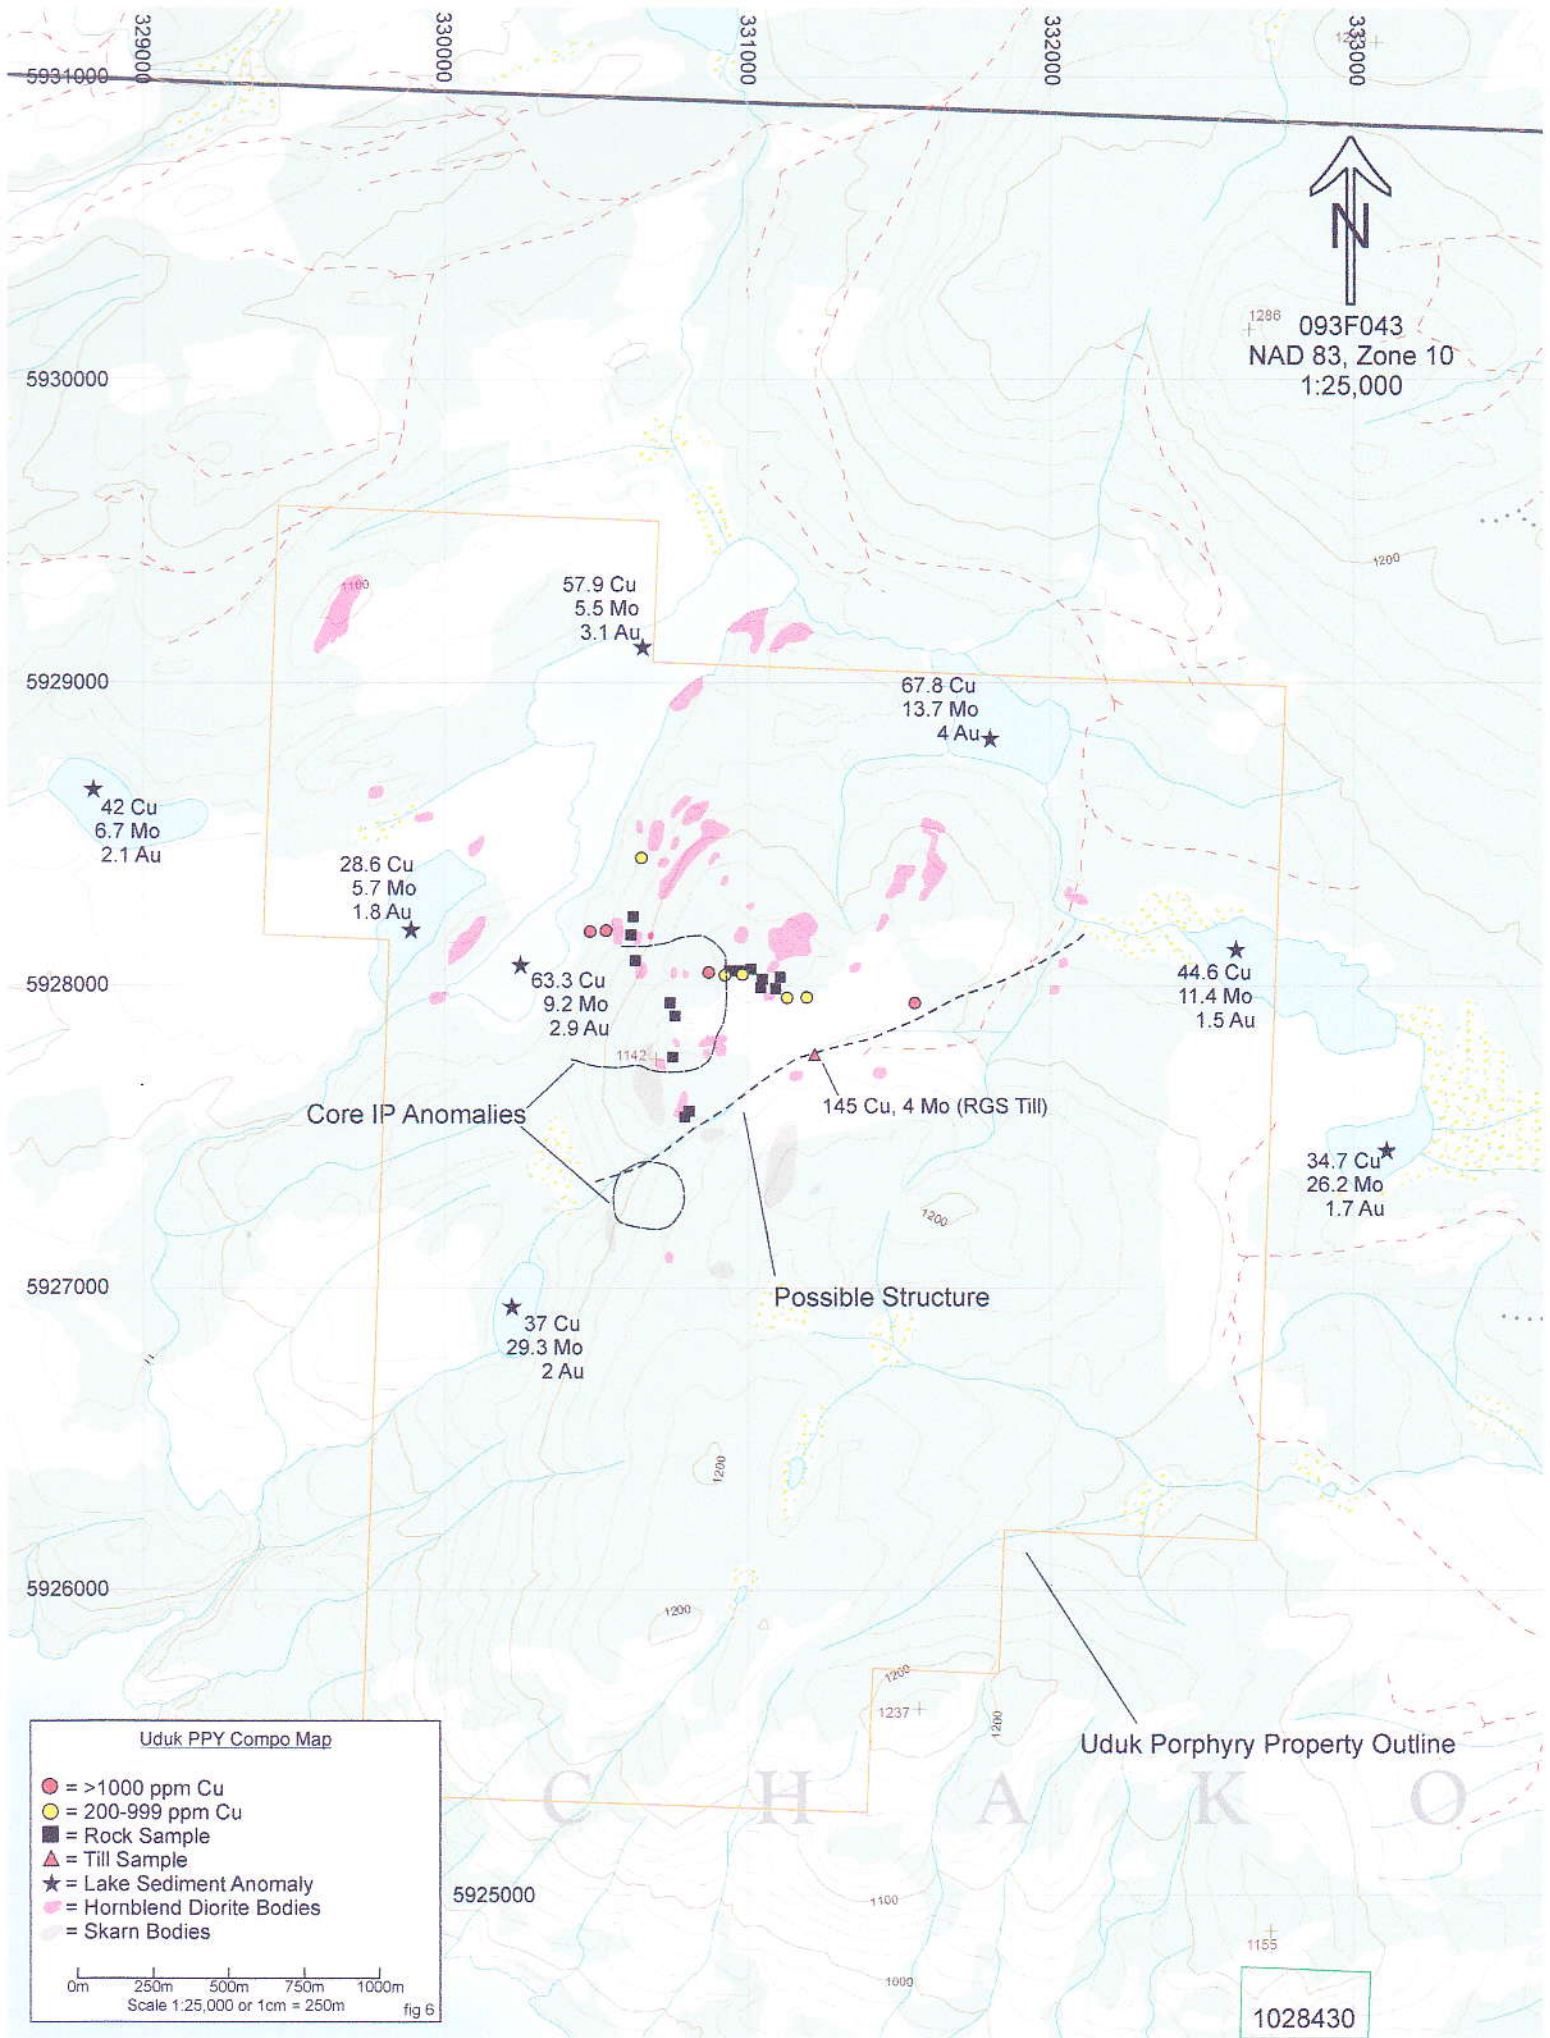 329000
330000
331000
332000
333000
5931000
1286
093F043
NAD 83, Zone 10
1:25,000
5930000
1200
1100
57.9 Cu
5.5 Mo
3.1 Au
5929000
67.8 Cu
13.7 Mo
4 Au
42 Cu
6.7 Mo
2.1 Au
28.6 Cu
5.7 Mo
1.8 Au
63.3 Cu
9.2 Mo
2.9 Au
44.6 Cu
11.4 Mo
1.5 Au
5928000
1142
Core IP Anomalies
145 Cu, 4 Mo (RGS Till)
34.7 Cu
26.2 Mo
1.7 Au
1200
5927000
Possible Structure
37 Cu
29.3 Mo
2 Au
1200
5926000
1200
1200
1237
1200
Uduk Porphyry Property Outline
C H A K O
Uduk PPY Compo Map
= >1000 ppm Cu
= 200-999 ppm Cu
= Rock Sample
= Till Sample
= Lake Sediment Anomaly
= Hornblend Diorite Bodies
= Skarn Bodies
0m 250m 500m 750m 1000m
Scale 1:25,000 or 1cm = 250m
fig 6
5925000
1100
1155
1000
1028430
N